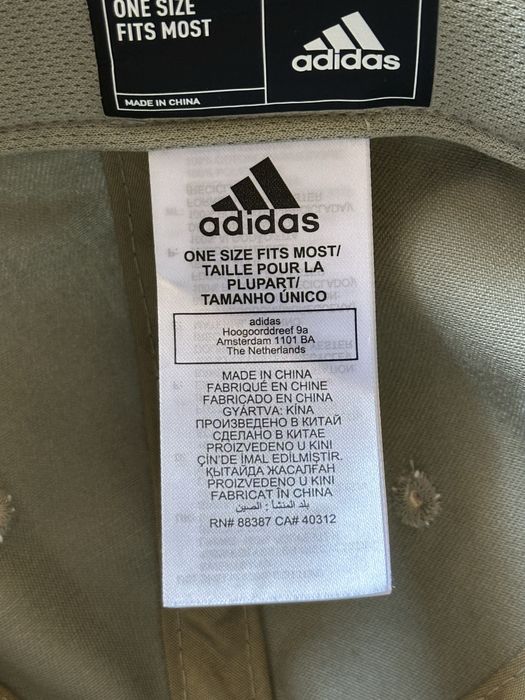 ONE SIZE
FITS MOST
adidas
MADE IN CHINA
adidas
ONE SIZE FITS MOST/
TAILLE POUR LA
PLUPART/
TAMANHO ÚNICO
adidas
Hoogoorddreef 9a
Amsterdam 1101 BA
The Netherlands
MADE IN CHINA
FABRIQUÉ EN CHINE
FABRICADO EN CHINA
GYÁRTVA: KÍNA
ПРОИЗВЕДЕНО В КИТАЙ
СДЕЛАНО В КИТАЕ
PROIZVEDENO U KINI
ÇİN'DE İMAL EDİLMİŞTİR.
ҚЫТАЙДА ЖАСАЛҒАН
PROIZVEDENO U KINI
FABRICAT ÎN CHINA
بلد المنشأ : الصين
RN# 88387 CA# 40312